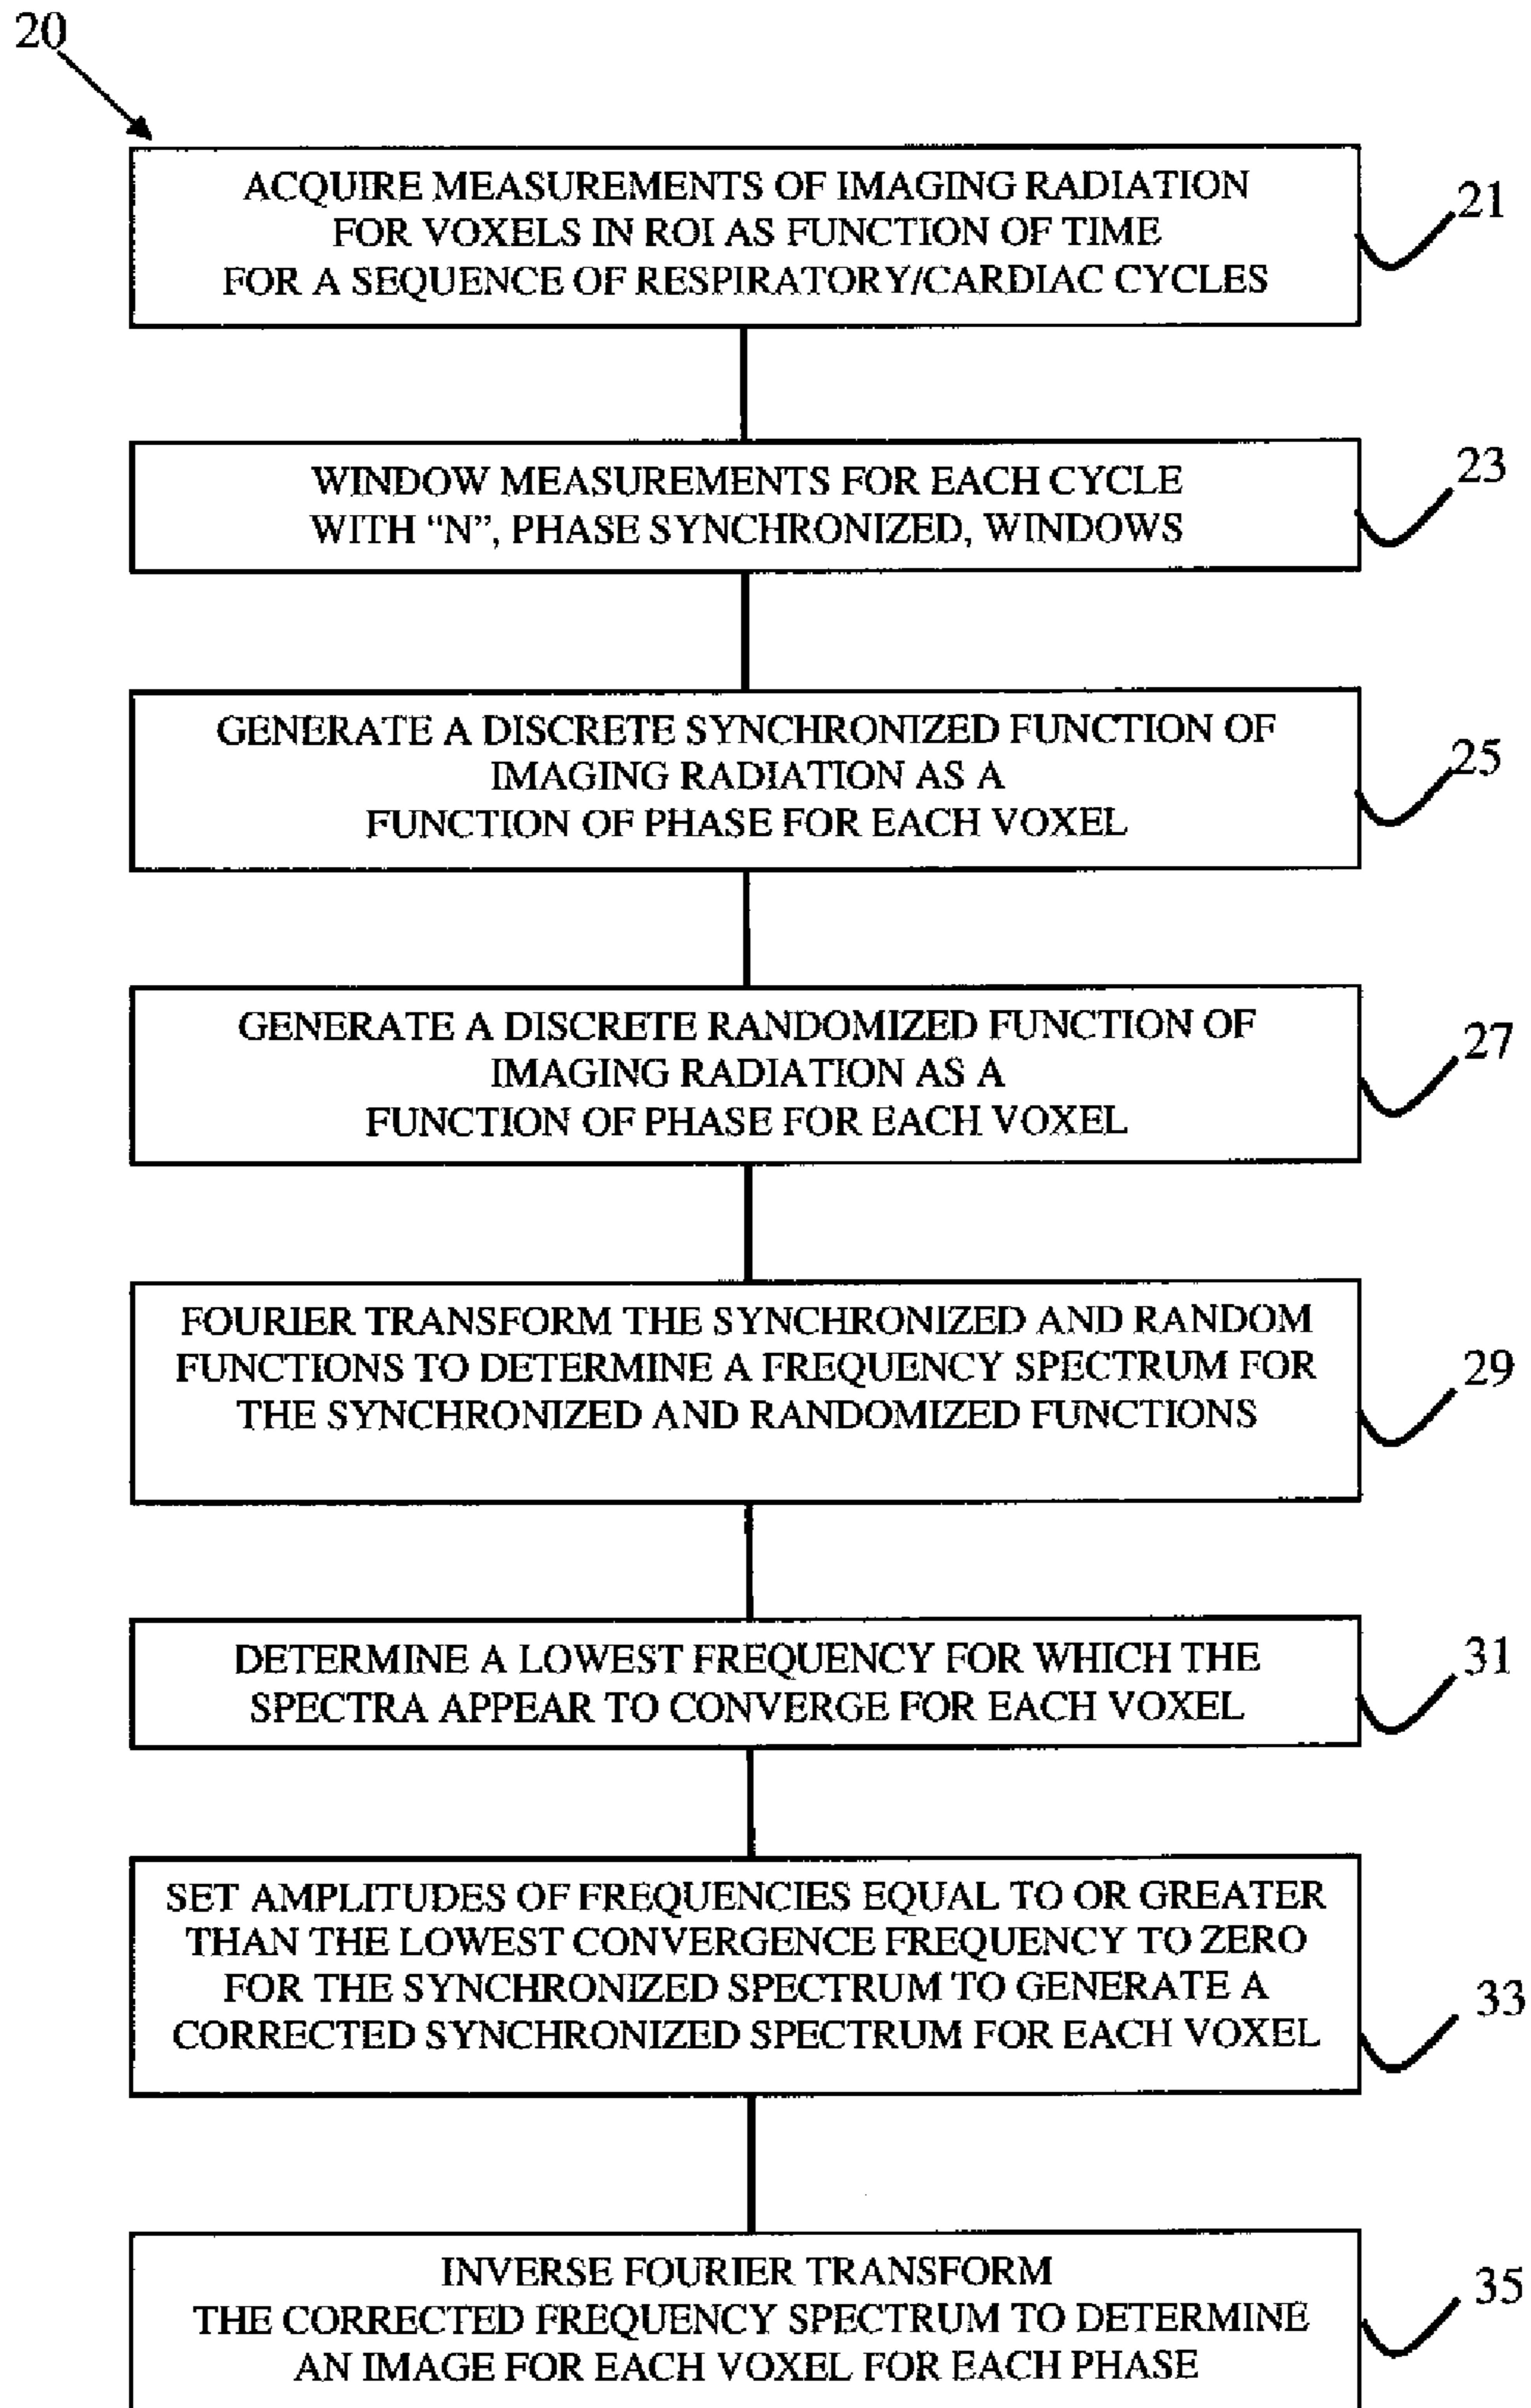 20
ACQUIRE MEASUREMENTS OF IMAGING RADIATION
FOR VOXELS IN ROI AS FUNCTION OF TIME
FOR A SEQUENCE OF RESPIRATORY/CARDIAC CYCLES
21
WINDOW MEASUREMENTS FOR EACH CYCLE
WITH “N”, PHASE SYNCHRONIZED, WINDOWS
23
GENERATE A DISCRETE SYNCHRONIZED FUNCTION OF
IMAGING RADIATION AS A
FUNCTION OF PHASE FOR EACH VOXEL
25
GENERATE A DISCRETE RANDOMIZED FUNCTION OF
IMAGING RADIATION AS A
FUNCTION OF PHASE FOR EACH VOXEL
27
FOURIER TRANSFORM THE SYNCHRONIZED AND RANDOM
FUNCTIONS TO DETERMINE A FREQUENCY SPECTRUM FOR
THE SYNCHRONIZED AND RANDOMIZED FUNCTIONS
29
DETERMINE A LOWEST FREQUENCY FOR WHICH THE
SPECTRA APPEAR TO CONVERGE FOR EACH VOXEL
31
SET AMPLITUDES OF FREQUENCIES EQUAL TO OR GREATER
THAN THE LOWEST CONVERGENCE FREQUENCY TO ZERO
FOR THE SYNCHRONIZED SPECTRUM TO GENERATE A
CORRECTED SYNCHRONIZED SPECTRUM FOR EACH VOXEL
33
INVERSE FOURIER TRANSFORM
THE CORRECTED FREQUENCY SPECTRUM TO DETERMINE
AN IMAGE FOR EACH VOXEL FOR EACH PHASE
35